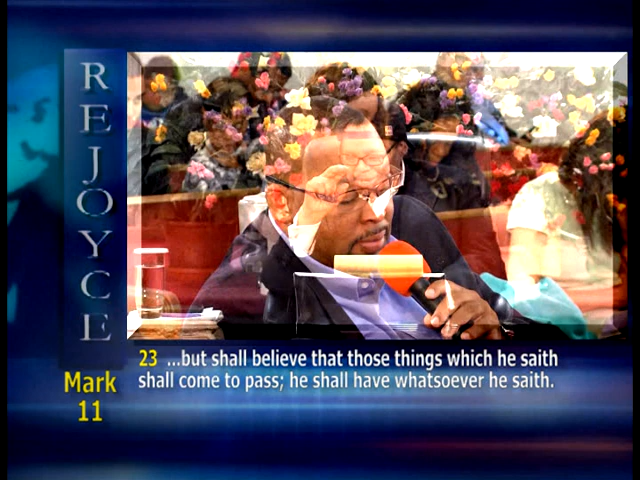 REJOYCE
23 ...but shall believe that those things which he saith
shall come to pass; he shall have whatsoever he saith.
Mark
11